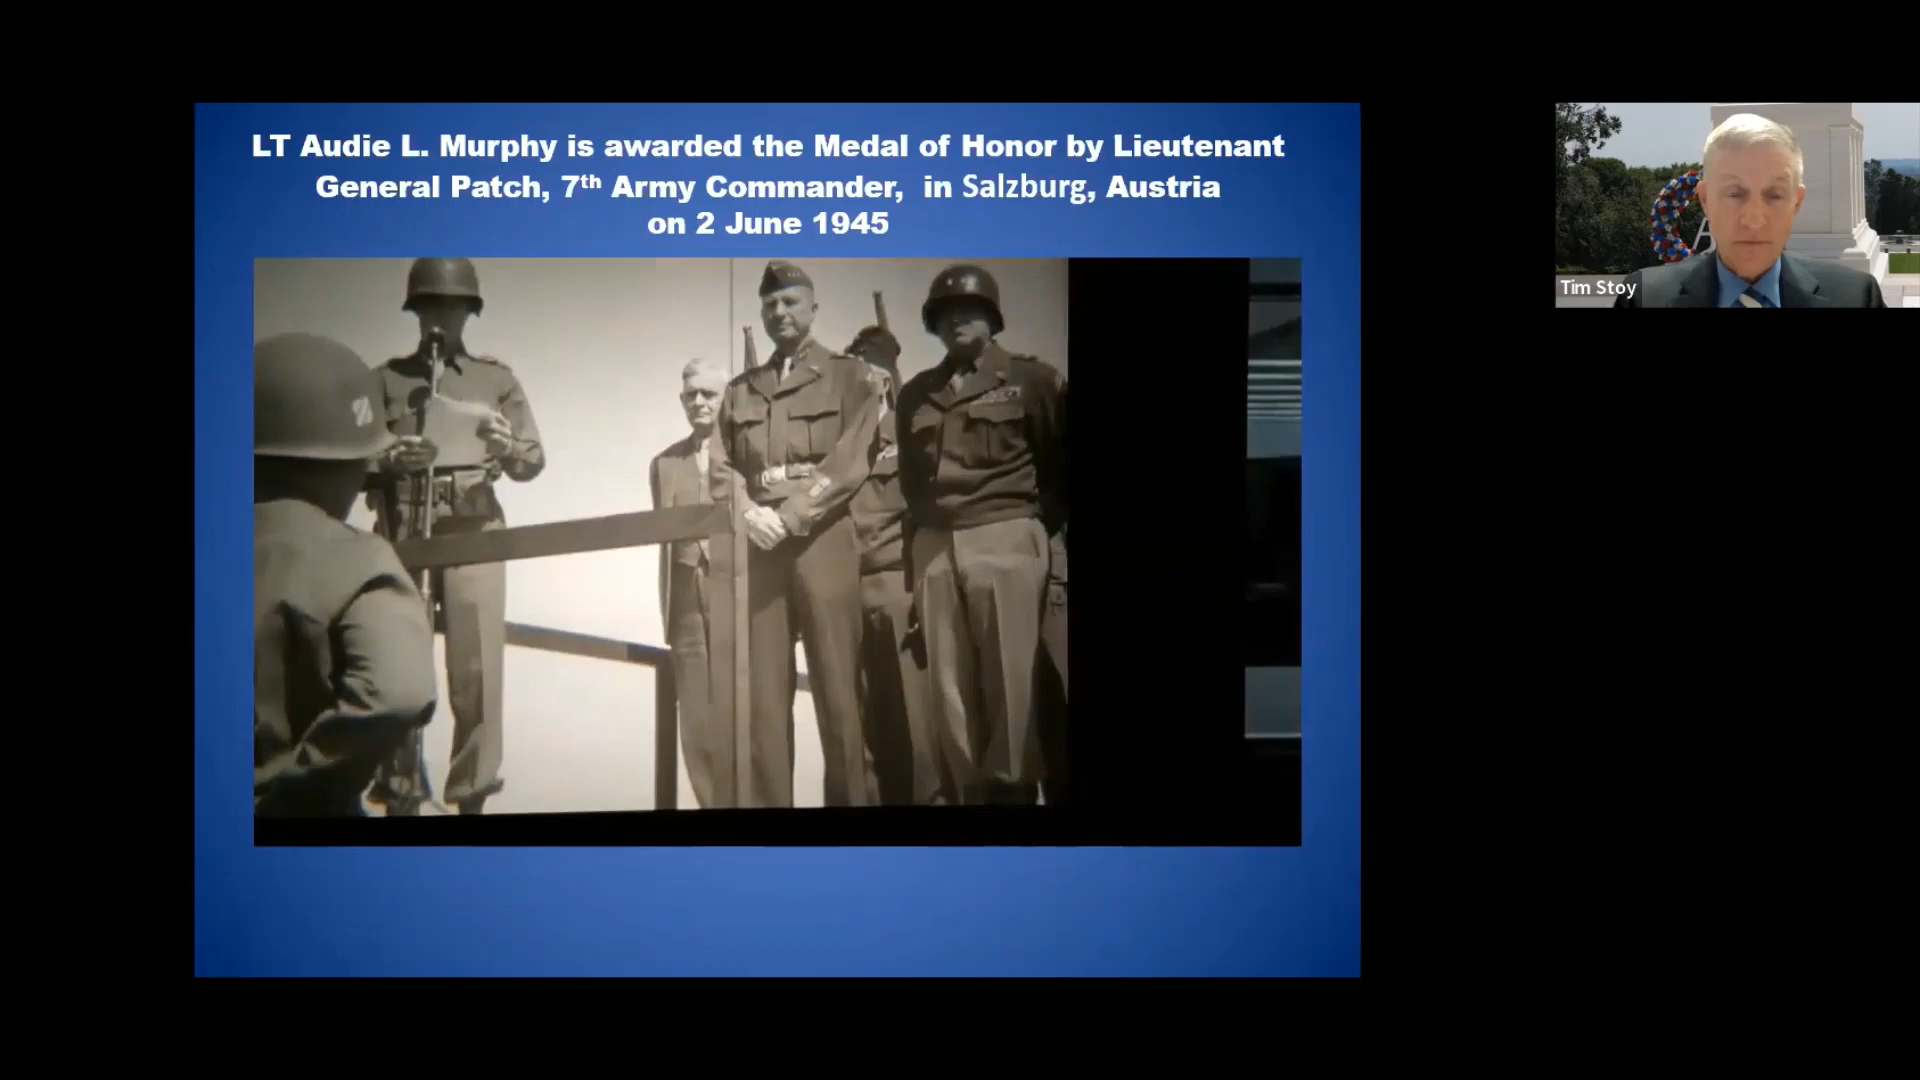 LT Audie L. Murphy is awarded the Medal of Honor by Lieutenant
General Patch, 7th Army Commander, in Salzburg, Austria
on 2 June 1945
Tim Stoy